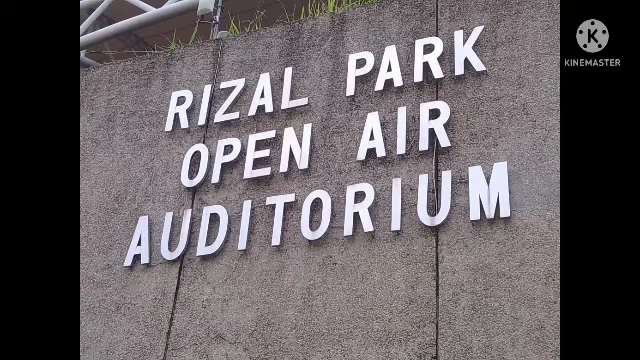 RIZAL PARK
OPEN AIR
AUDITORIUM
K
KINEMASTER